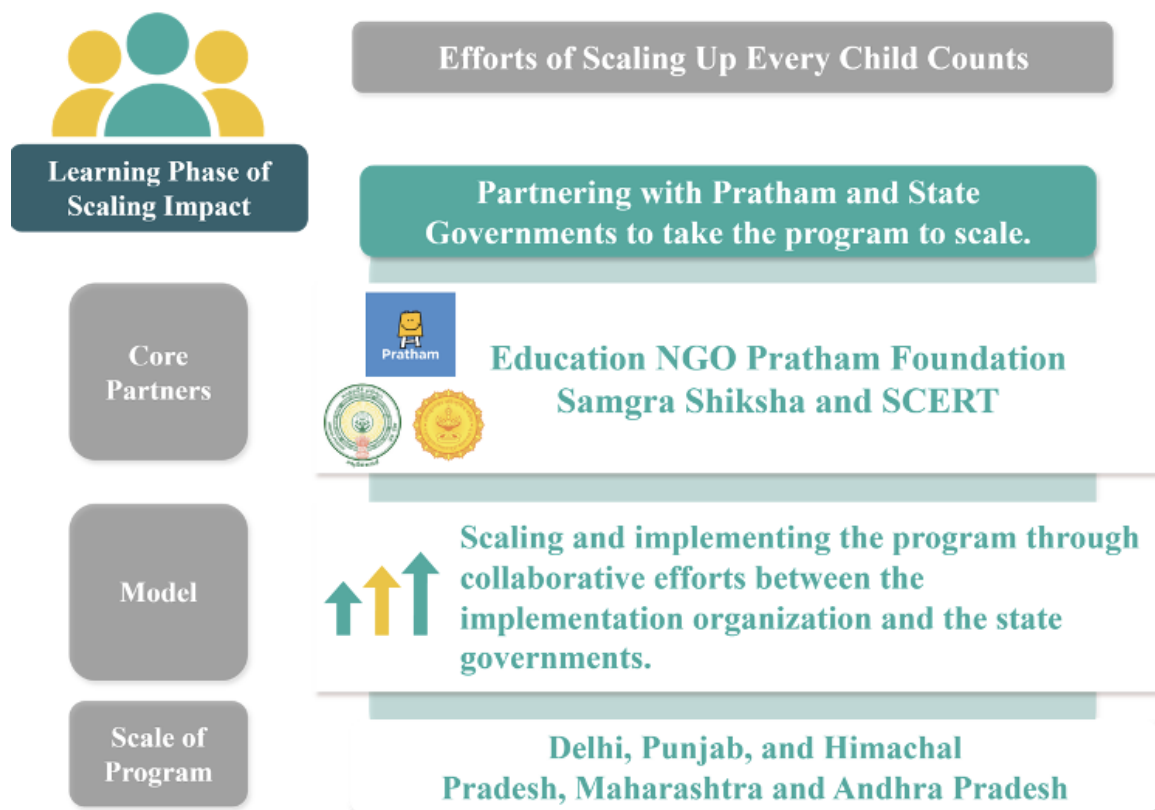 Efforts of Scaling Up Every Child Counts
Learning Phase of
Scaling Impact
Partnering with Pratham and State
Governments to take the program to scale.
Core
Partners
Pratham
Education NGO Pratham Foundation
Samgra Shiksha and SCERT
Model
Scaling and implementing the program through
collaborative efforts between the
implementation organization and the state
governments.
Scale of
Program
Delhi, Punjab, and Himachal
Pradesh, Maharashtra and Andhra Pradesh